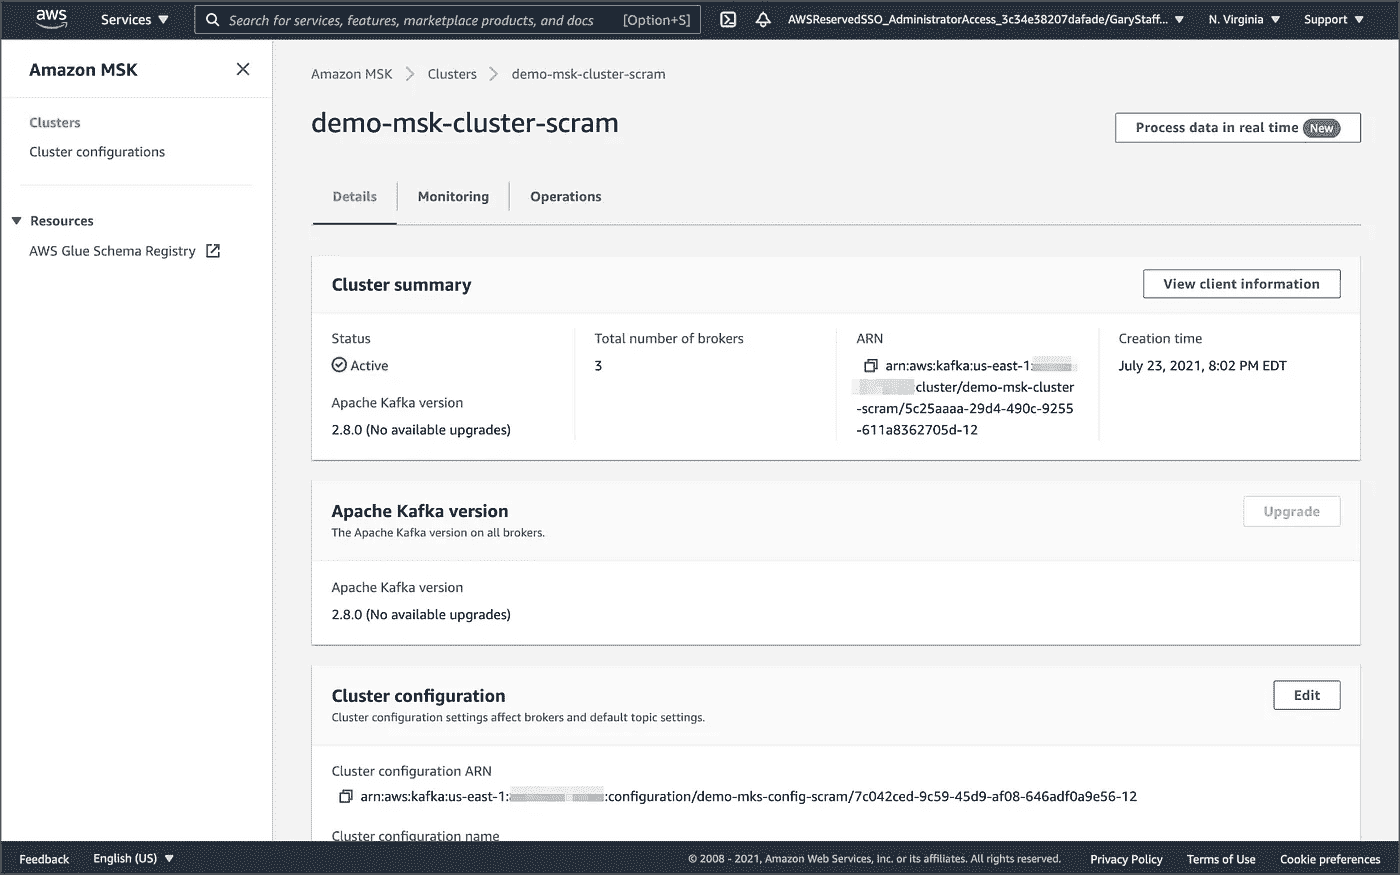 aws
Services
Search for services, features, marketplace products, and docs [Option+S]
AWSReservedSSO_AdministratorAccess_3c34e38207dafade/GaryStaff...
N. Virginia
Support
Amazon MSK
Clusters
Cluster configurations
Resources
AWS Glue Schema Registry
Amazon MSK
Clusters
demo-msk-cluster-scram
demo-msk-cluster-scram
Process data in real time New
Details
Monitoring
Operations
Cluster summary
View client information
Status
Active
Apache Kafka version
2.8.0 (No available upgrades)
Total number of brokers
3
ARN
arn:aws:kafka:us-east-1:
:cluster/demo-msk-cluster
-scram/5c25aaaa-29d4-490c-9255
-611a8362705d-12
Creation time
July 23, 2021, 8:02 PM EDT
Apache Kafka version
Upgrade
The Apache Kafka version on all brokers.
Apache Kafka version
2.8.0 (No available upgrades)
Cluster configuration
Edit
Cluster configuration settings affect brokers and default topic settings.
Cluster configuration ARN
arn:aws:kafka:us-east-1: :configuration/demo-mks-config-scram/7c042ced-9c59-45d9-af08-646adf0a9e56-12
Cluster configuration name
Feedback
English (US)
© 2008 - 2021, Amazon Web Services, Inc. or its affiliates. All rights reserved.
Privacy Policy
Terms of Use
Cookie preferences